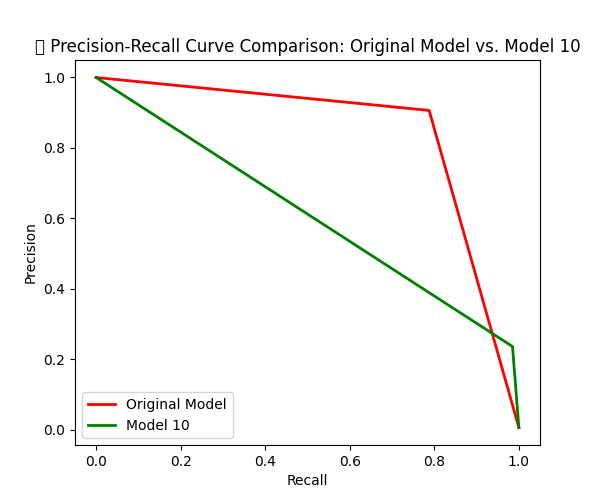 Precision-Recall Curve Comparison: Original Model vs. Model 10
1.0
0.8
0.6
0.4
0.2
0.0
Precision
Original Model
Model 10
0.0 0.2 0.4 0.6 0.8 1.0
Recall